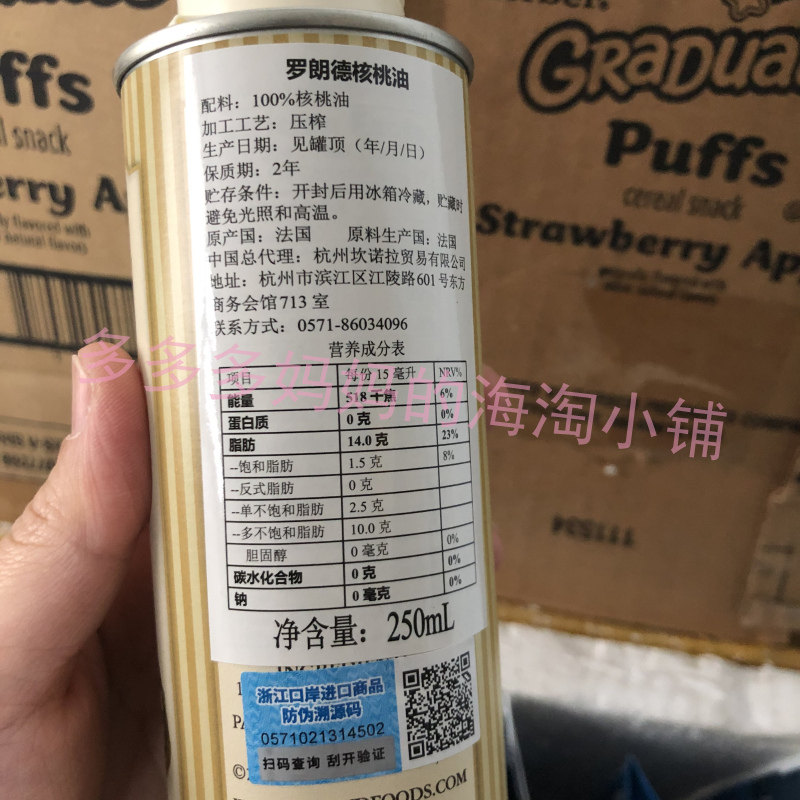 GRADUat
Puffs
cereal snack
Strawberry Ap
ffs
al snack
erry Ap
罗朗德核桃油
配料：100%核桃油
加工工艺：压榨
生产日期：见罐顶（年/月/日）
保质期：2年
贮存条件：开封后用冰箱冷藏，贮藏时
避免光照和高温。
原产国：法国 原料生产国：法国
中国总代理：杭州坎诺拉贸易有限公司
地址：杭州市滨江区江陵路601号东方
商务会馆713 室
联系方式：0571-86034096
营养成分表
项目 每份 15 毫升 NRV%
能量 518 千焦 6%
蛋白质 0 克 0%
脂肪 14.0 克 23%
--饱和脂肪 1.5 克 8%
--反式脂肪 0 克
--单不饱和脂肪 2.5 克
--多不饱和脂肪 10.0 克
胆固醇 0 毫克 0%
碳水化合物 0 克 0%
钠 0 毫克 0%
净含量：250mL
多多多妈妈的海淘小铺
浙江口岸进口商品
防伪溯源码
0571021314502
扫码查询 刮开验证
FOODS.COM
111534